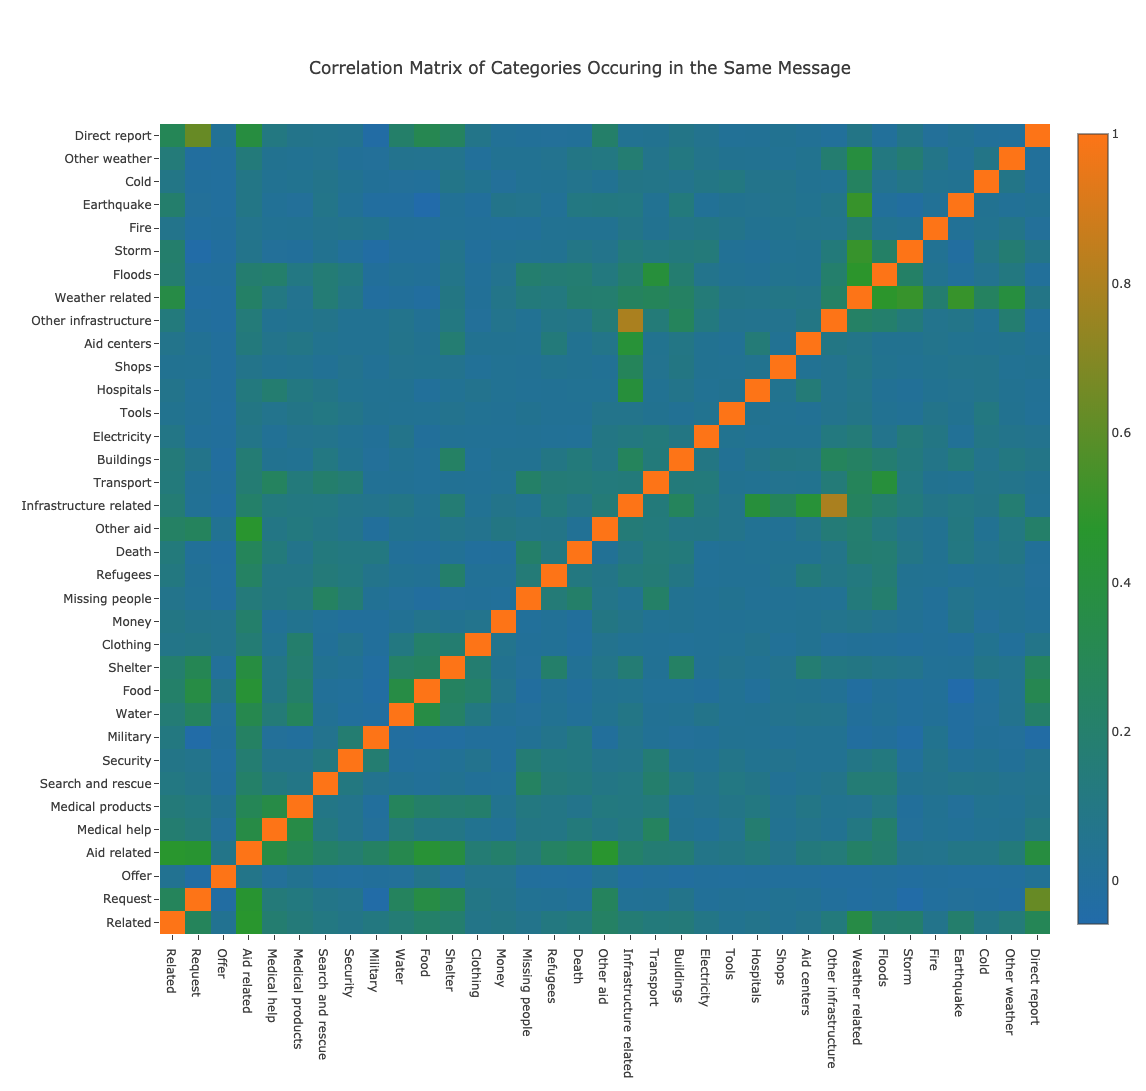 Correlation Matrix of Categories Occuring in the Same Message
Direct report
Other weather
Cold
Earthquake
Fire
Storm
Floods
Weather related
Other infrastructure
Aid centers
Shops
Hospitals
Tools
Electricity
Buildings
Transport
Infrastructure related
Other aid
Death
Refugees
Missing people
Money
Clothing
Shelter
Food
Water
Military
Security
Search and rescue
Medical products
Medical help
Aid related
Offer
Request
Related
Related
Request
Offer
Aid related
Medical help
Medical products
Search and rescue
Security
Military
Water
Food
Shelter
Clothing
Money
Missing people
Refugees
Death
Other aid
Infrastructure related
Transport
Buildings
Electricity
Tools
Hospitals
Shops
Aid centers
Other infrastructure
Weather related
Floods
Storm
Fire
Earthquake
Cold
Other weather
Direct report
1
0.8
0.6
0.4
0.2
0